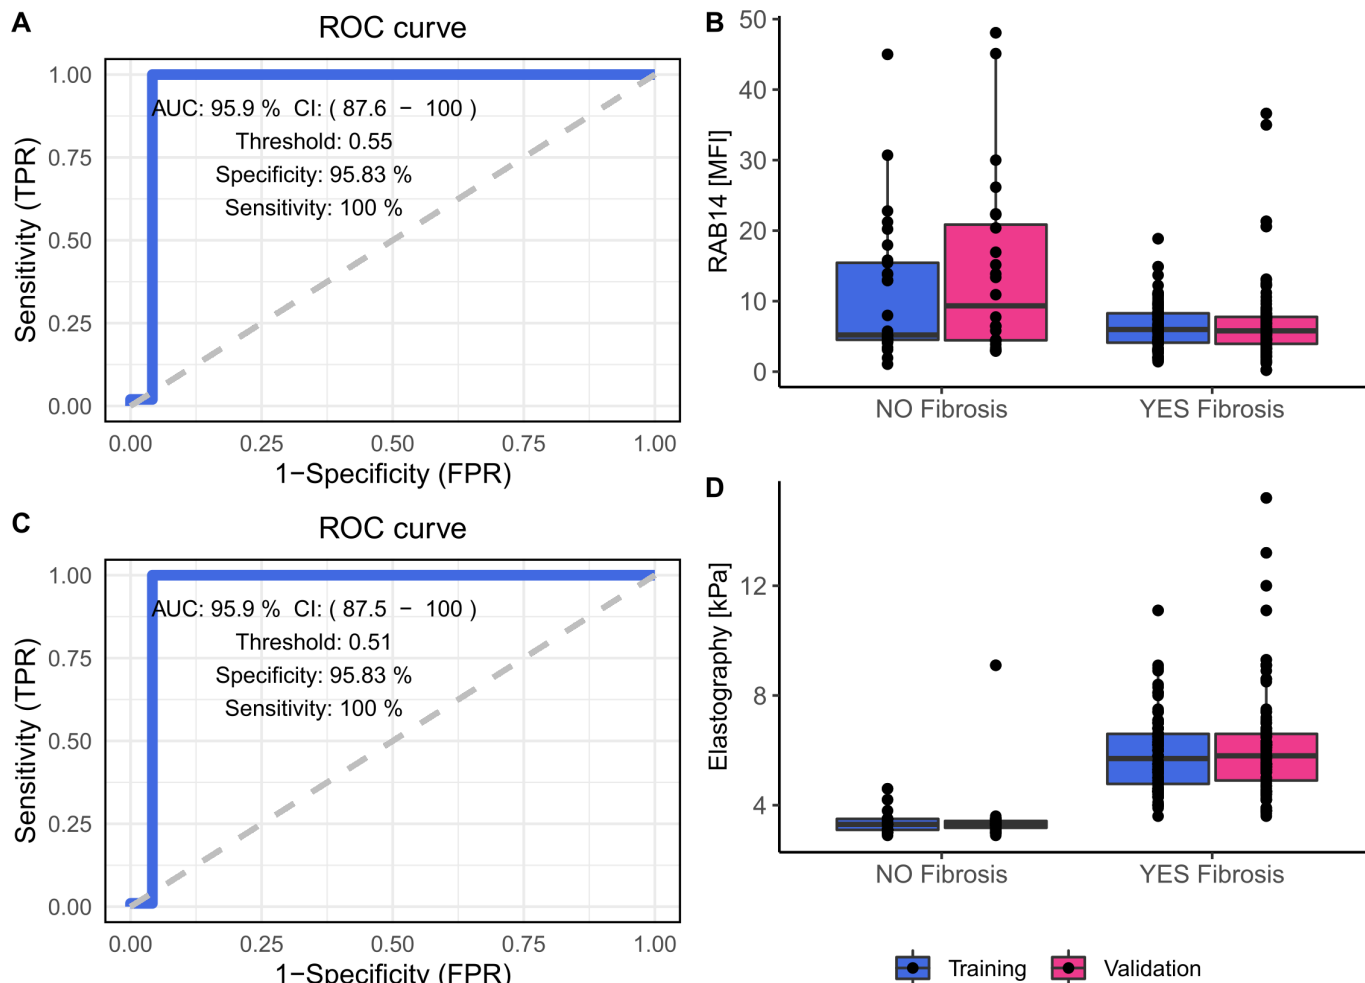 A
ROC curve
1.00
0.75
0.50
0.25
0.00
Sensitivity (TPR)
AUC: 95.9 % CI: ( 87.6 − 100 )
Threshold: 0.55
Specificity: 95.83 %
Sensitivity: 100 %
0.00 0.25 0.50 0.75 1.00
1−Specificity (FPR)
B
50
40
30
20
10
0
RAB14 [MFI]
NO Fibrosis YES Fibrosis
C
ROC curve
1.00
0.75
0.50
0.25
0.00
Sensitivity (TPR)
AUC: 95.9 % CI: ( 87.5 − 100 )
Threshold: 0.51
Specificity: 95.83 %
Sensitivity: 100 %
0.00 0.25 0.50 0.75 1.00
1−Specificity (FPR)
D
12
8
4
Elastography [kPa]
NO Fibrosis YES Fibrosis
Training Validation